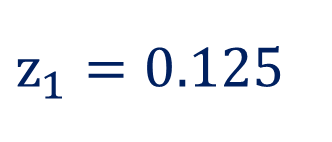 z₁ = 0.125